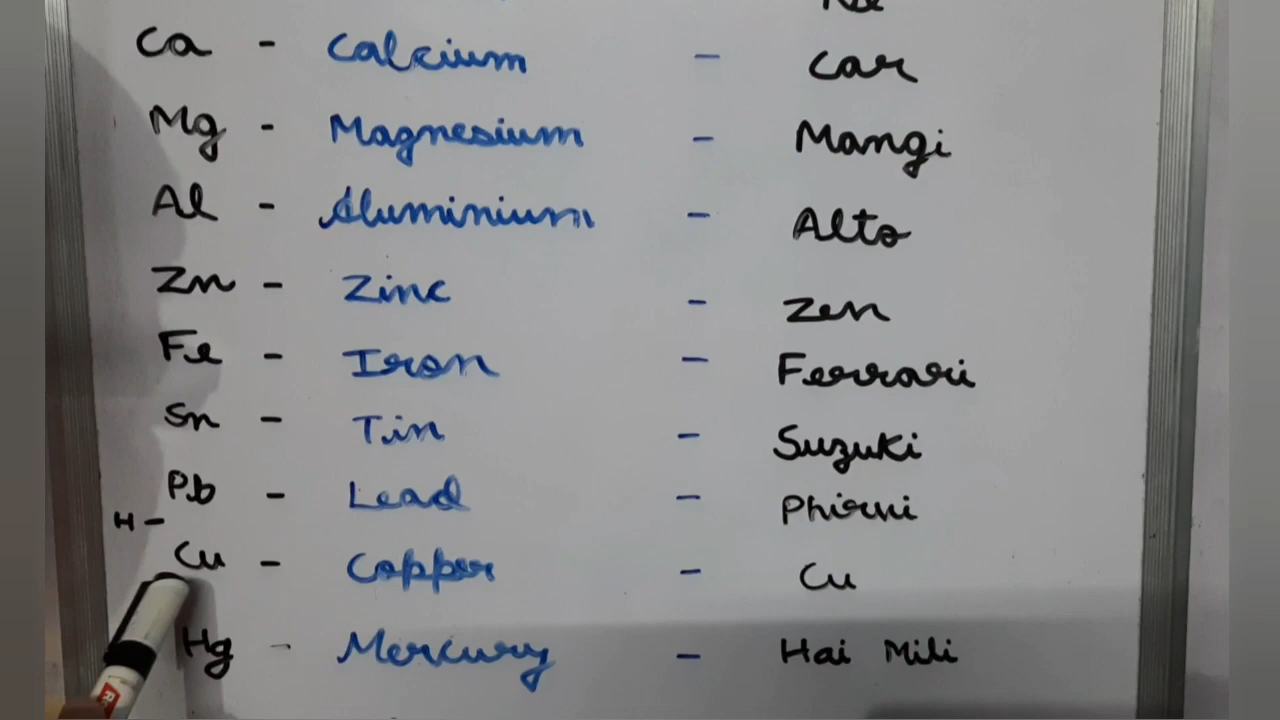 Ca - Calcium - Car
Mg - Magnesium - Mangi
Al - Aluminium - Alto
Zn - Zinc - Zen
Fe - Iron - Ferrari
Sn - Tin - Suzuki
Pb - Lead - Phirni
H -
Cu - Copper - Cu
Hg - Mercury - Hai Mili